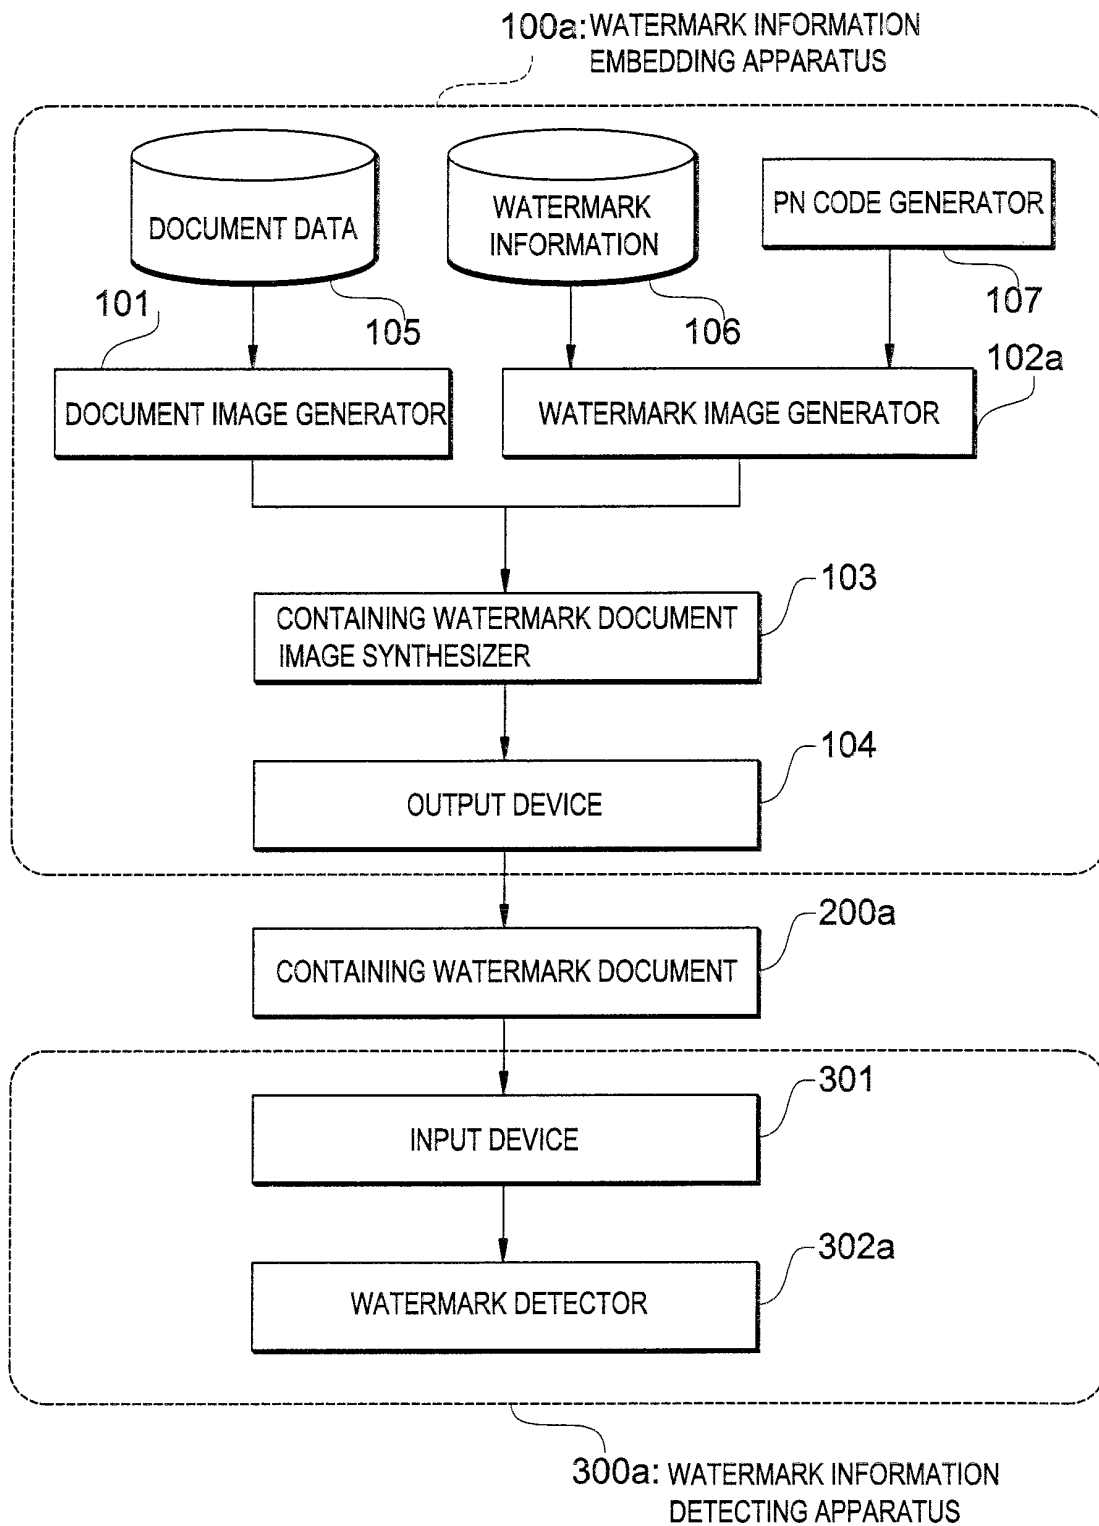 100a: WATERMARK INFORMATION
EMBEDDING APPARATUS
DOCUMENT DATA
WATERMARK
INFORMATION
PN CODE GENERATOR
101
105
106
107
102a
DOCUMENT IMAGE GENERATOR
WATERMARK IMAGE GENERATOR
103
CONTAINING WATERMARK DOCUMENT
IMAGE SYNTHESIZER
104
OUTPUT DEVICE
200a
CONTAINING WATERMARK DOCUMENT
301
INPUT DEVICE
302a
WATERMARK DETECTOR
300a: WATERMARK INFORMATION
DETECTING APPARATUS